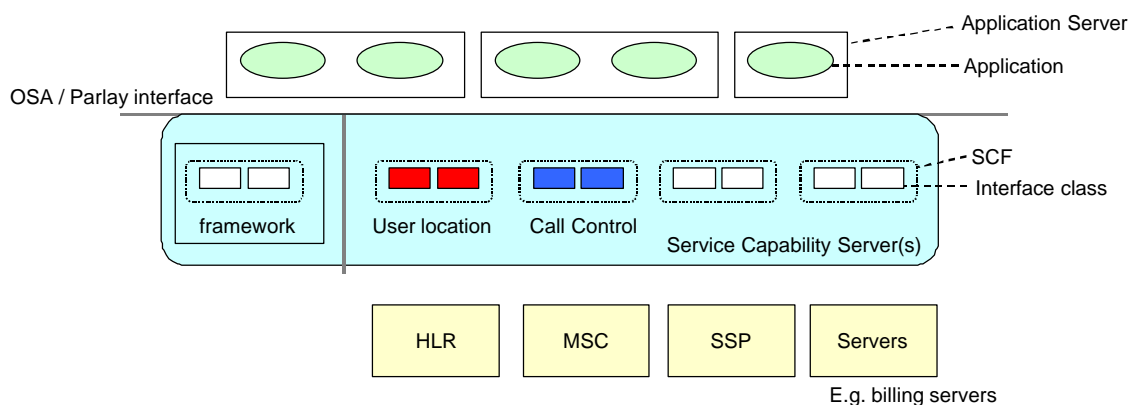 Application Server
Application
OSA / Parlay interface
SCF
Interface class
framework
User location
Call Control
Service Capability Server(s)
HLR
MSC
SSP
Servers
E.g. billing servers